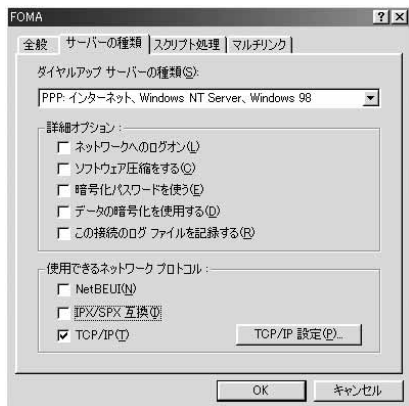 FOMA
全般 サーバーの種類 スクリプト処理 マルチリンク
ダイヤルアップ サーバーの種類(S):
PPP: インターネット、Windows NT Server、Windows 98
詳細オプション:
ネットワークへのログオン(L)
ソフトウェア圧縮をする(C)
暗号化パスワードを使う(E)
データの暗号化を使用する(D)
この接続のログ ファイルを記録する(R)
使用できるネットワーク プロトコル:
NetBEUI(N)
IPX/SPX 互換(I)
TCP/IP(T)
TCP/IP 設定(P)...
OK キャンセル